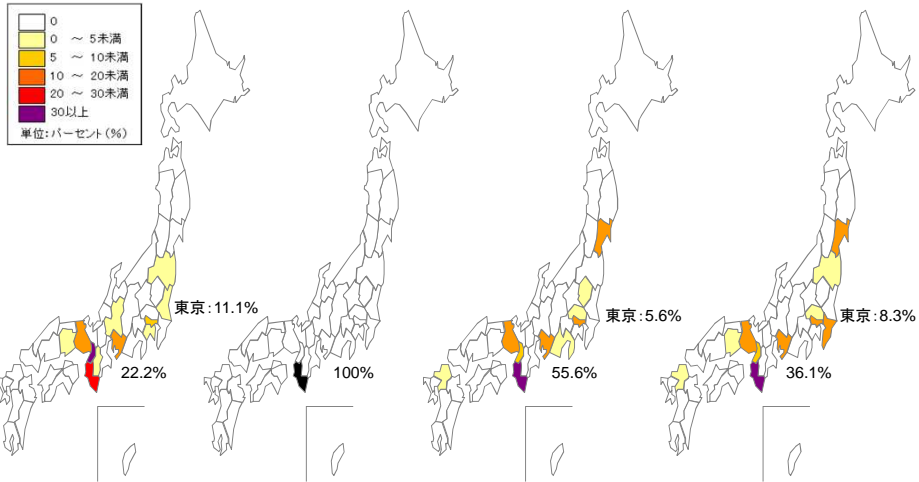 0
0 ～ 5未満
5 ～ 10未満
10 ～ 20未満
20 ～ 30未満
30以上
単位:パーセント(%)
東京:11.1%
22.2%
100%
東京:5.6%
55.6%
東京:8.3%
36.1%